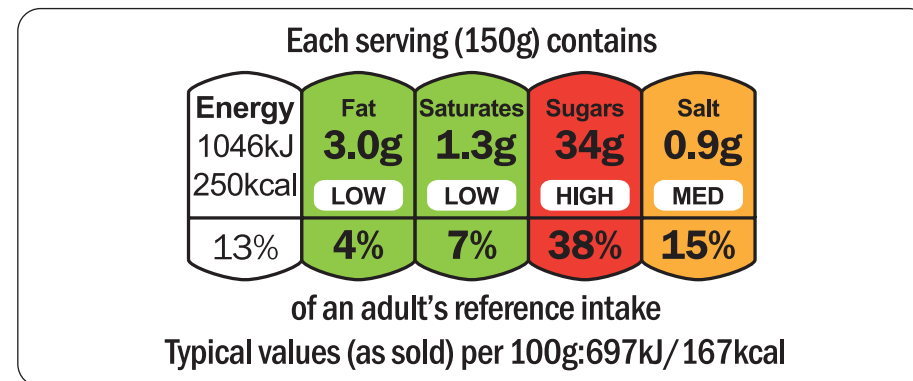 Each serving (150g) contains
Energy
1046kJ
250kcal
13%
Fat
3.0g
LOW
4%
Saturates
1.3g
LOW
7%
Sugars
34g
HIGH
38%
Salt
0.9g
MED
15%
of an adult's reference intake
Typical values (as sold) per 100g:697kJ/167kcal